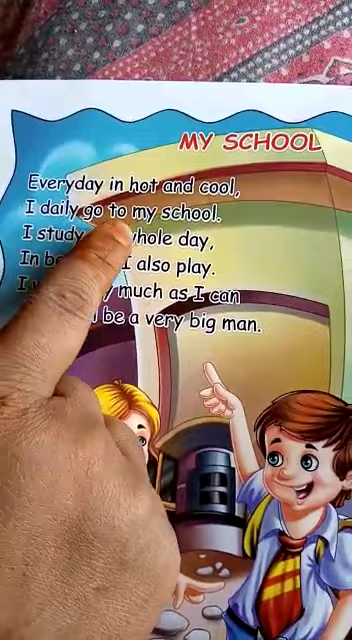 MY SCHOOL
Everyday in hot and cool,
I daily go to my school.
I study whole day,
In be I also play.
I much as I can
be a very big man.